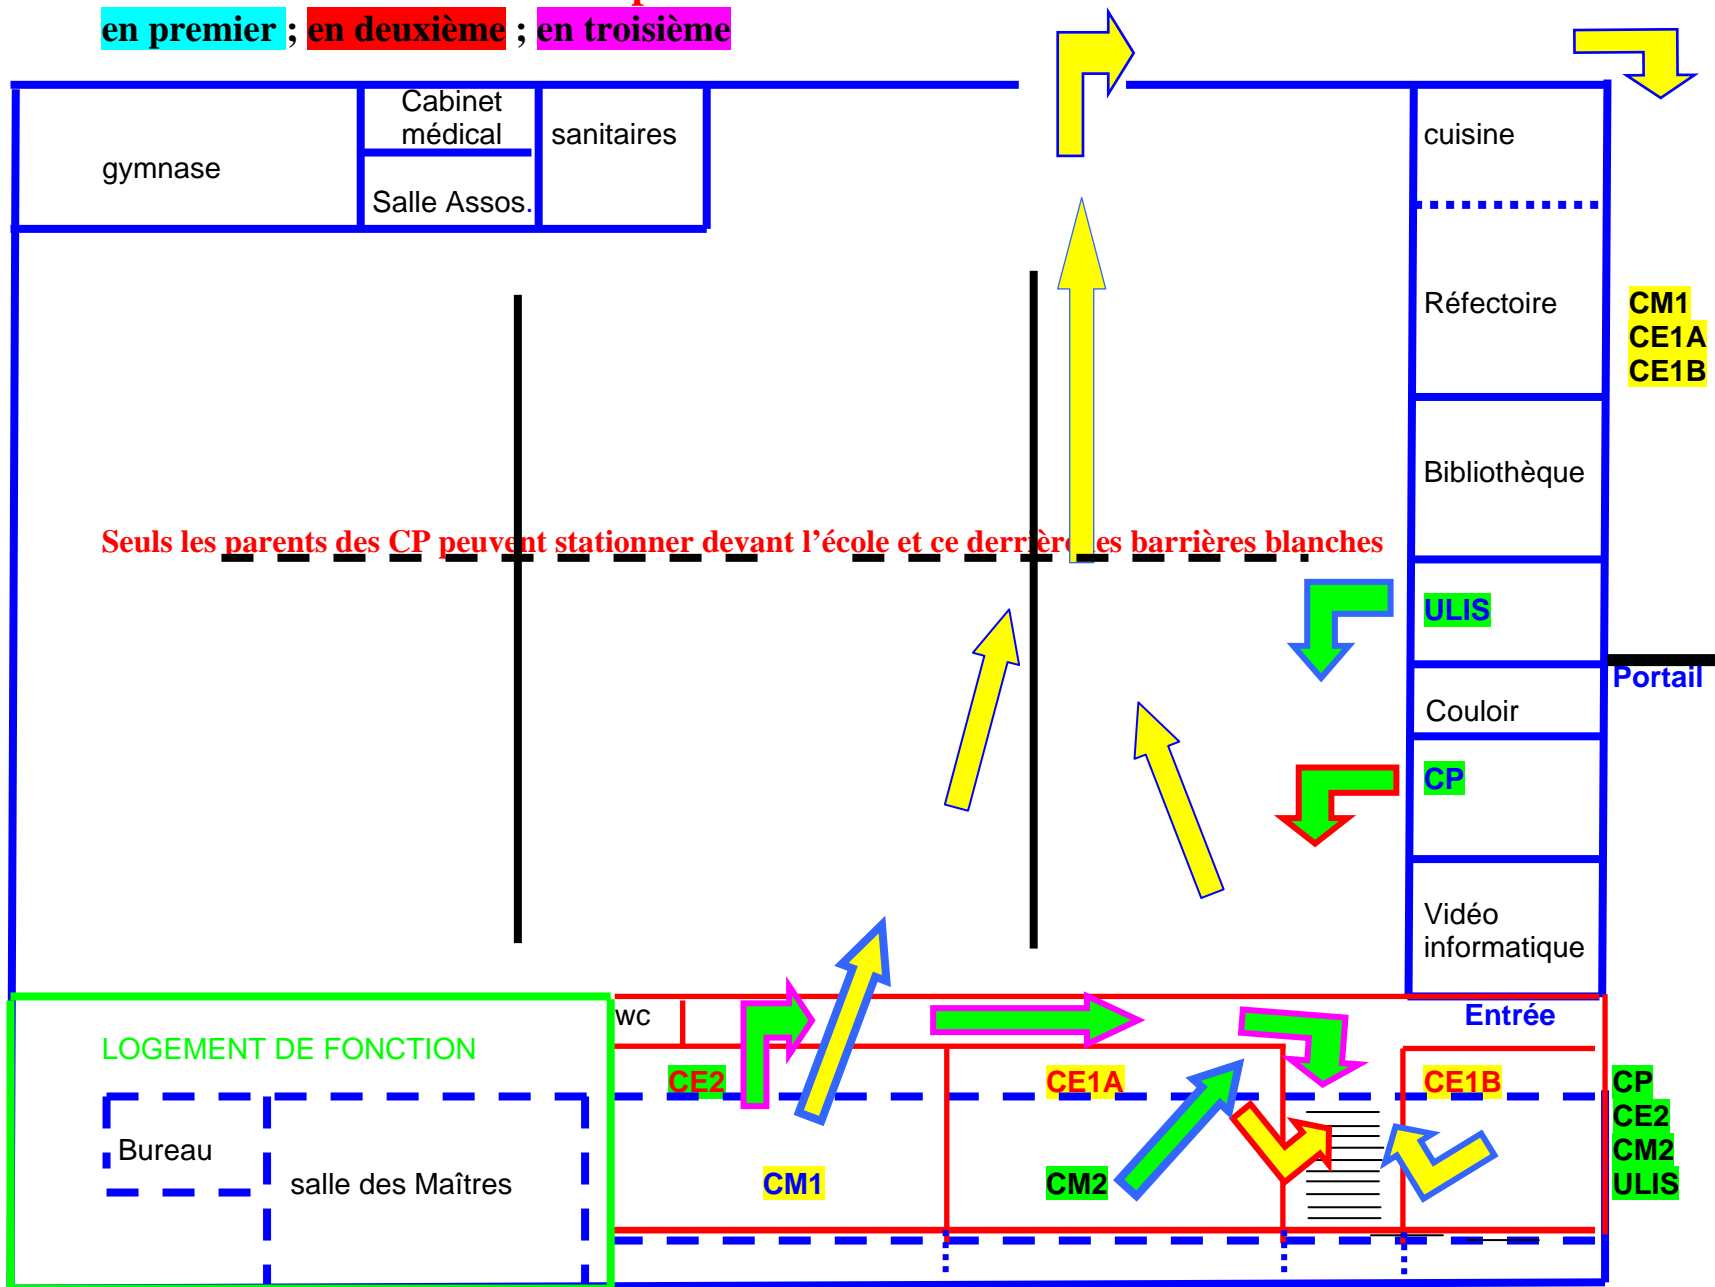 en premier ; en deuxième ; en troisième
Cabinet
médical
sanitaires
cuisine
gymnase
Salle Assos.
Réfectoire
CM1
CE1A
CE1B
Bibliothèque
Seuls les parents des CP peuvent stationner devant l'école et ce derrière les barrières blanches
ULIS
Portail
Couloir
CP
Vidéo
informatique
wc
Entrée
LOGEMENT DE FONCTION
CE2
CE1A
CE1B
CP
CE2
CM2
ULIS
Bureau
salle des Maîtres
CM1
CM2